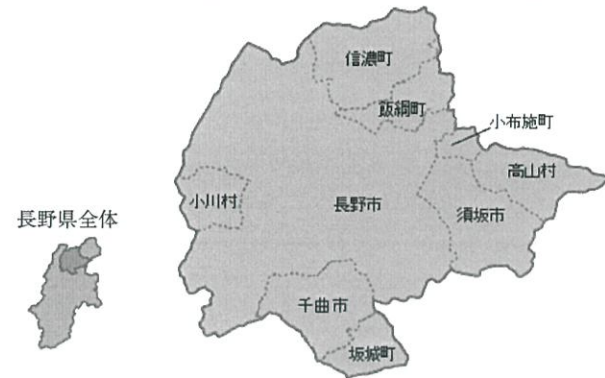 信濃町
飯綱町
小布施町
高山村
小川村
長野市
須坂市
長野県全体
千曲市
坂城町